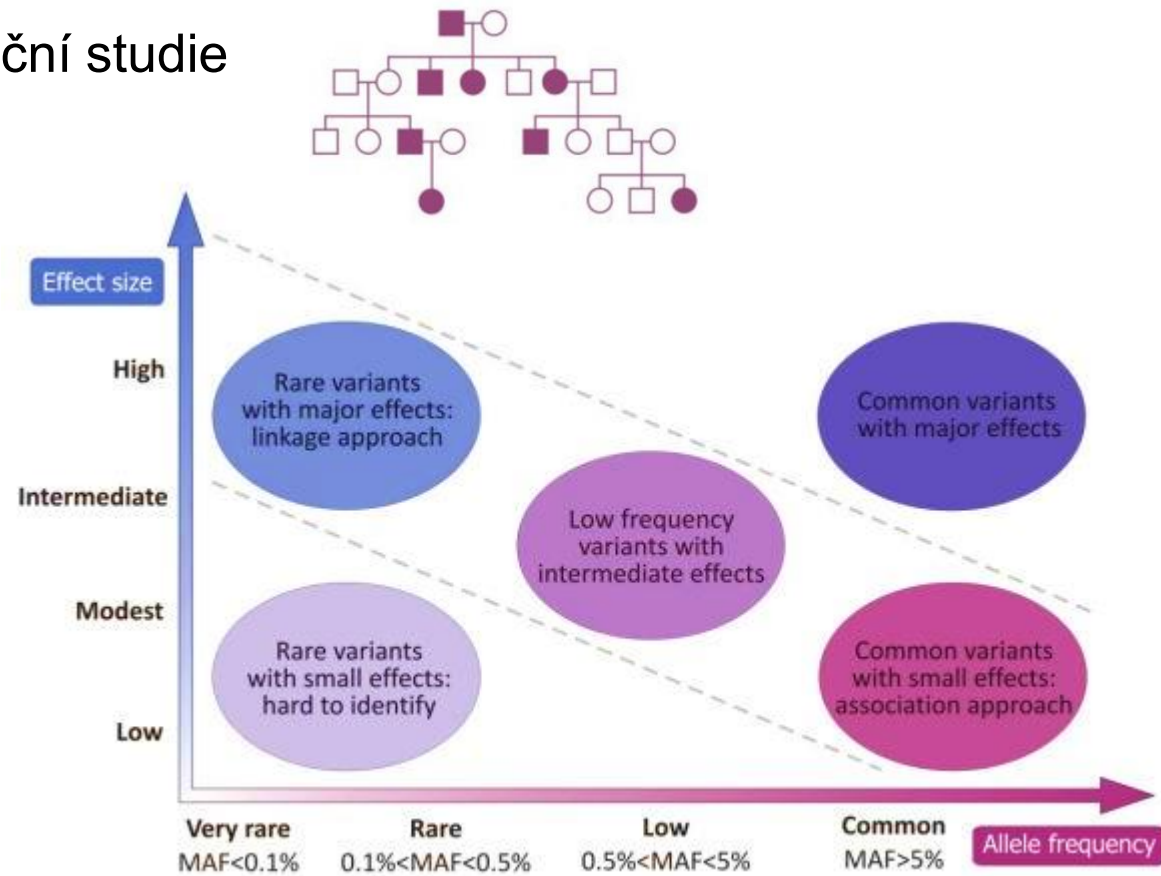 ční studie
Effect size
High
Intermediate
Modest
Low
Rare variants
with major effects:
linkage approach
Common variants
with major effects
Low frequency
variants with
intermediate effects
Rare variants
with small effects:
hard to identify
Common variants
with small effects:
association approach
Very rare
MAF<0.1%
Rare
0.1%<MAF<0.5%
Low
0.5%<MAF<5%
Common
MAF>5%
Allele frequency